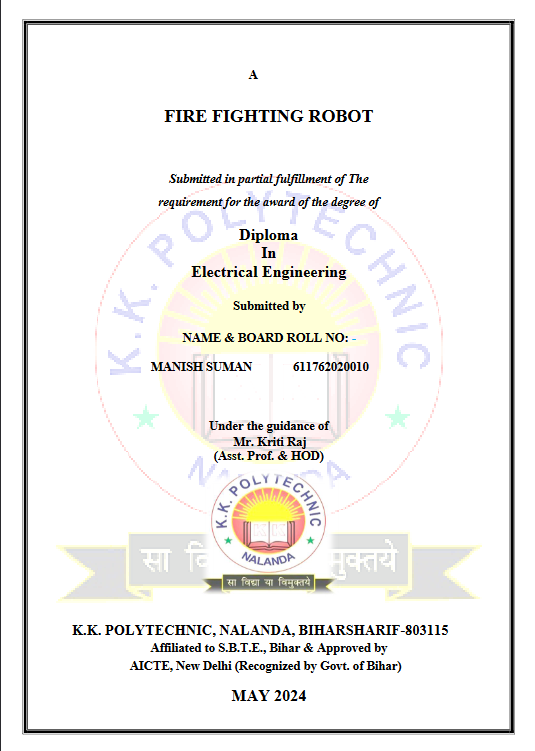 A
FIRE FIGHTING ROBOT
Submitted in partial fulfillment of The
requirement for the award of the degree of
Diploma
In
Electrical Engineering
Submitted by
NAME & BOARD ROLL NO: -
MANISH SUMAN 611762020010
Under the guidance of
Mr. Kriti Raj
(Asst. Prof. & HOD)
K.K. POLYTECHNIC
NALANDA
सा विद्या या विमुक्तये
K.K. POLYTECHNIC
NALANDA
सा वि विमुक्तये
K.K. POLYTECHNIC, NALANDA, BIHARSHARIF-803115
Affiliated to S.B.T.E., Bihar & Approved by
AICTE, New Delhi (Recognized by Govt. of Bihar)
MAY 2024